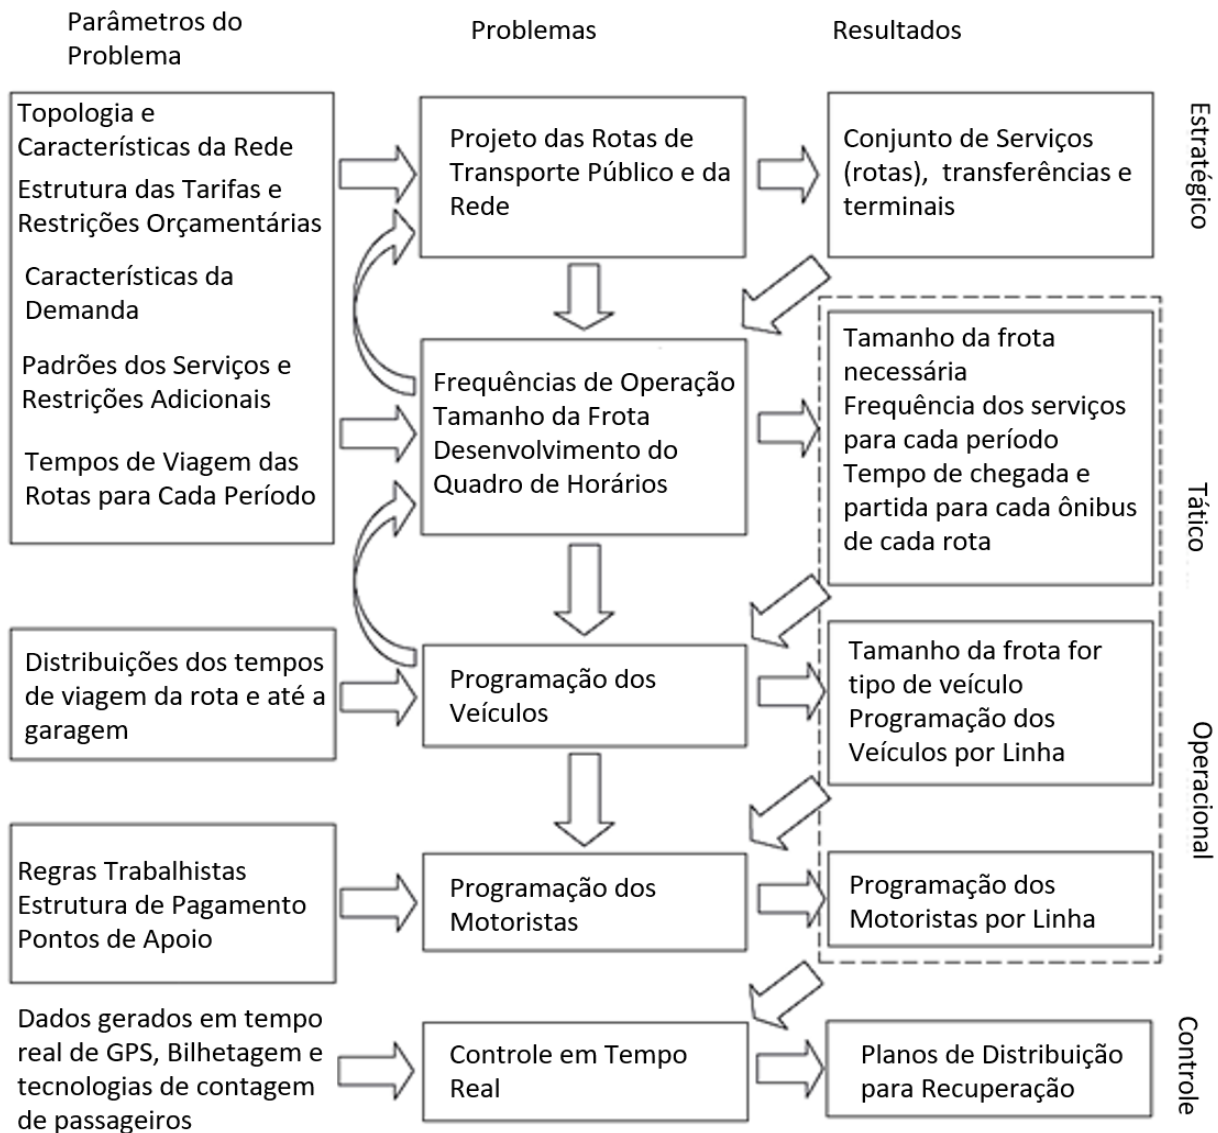 Parâmetros do
Problema
Problemas
Resultados
Topologia e
Características da Rede
Estrutura das Tarifas e
Restrições Orçamentárias
Características da
Demanda
Padrões dos Serviços e
Restrições Adicionais
Tempos de Viagem das
Rotas para Cada Período
Projeto das Rotas de
Transporte Público e da
Rede
Conjunto de Serviços
(rotas), transferências e
terminais
Estratégico
Frequências de Operação
Tamanho da Frota
Desenvolvimento do
Quadro de Horários
Tamanho da frota
necessária
Frequência dos serviços
para cada período
Tempo de chegada e
partida para cada ônibus
de cada rota
Tático
Distribuições dos tempos
de viagem da rota e até a
garagem
Programação dos
Veículos
Tamanho da frota for
tipo de veículo
Programação dos
Veículos por Linha
Operacional
Regras Trabalhistas
Estrutura de Pagamento
Pontos de Apoio
Programação dos
Motoristas
Programação dos
Motoristas por Linha
Dados gerados em tempo
real de GPS, Bilhetagem e
tecnologias de contagem
de passageiros
Controle em Tempo
Real
Planos de Distribuição
para Recuperação
Controle